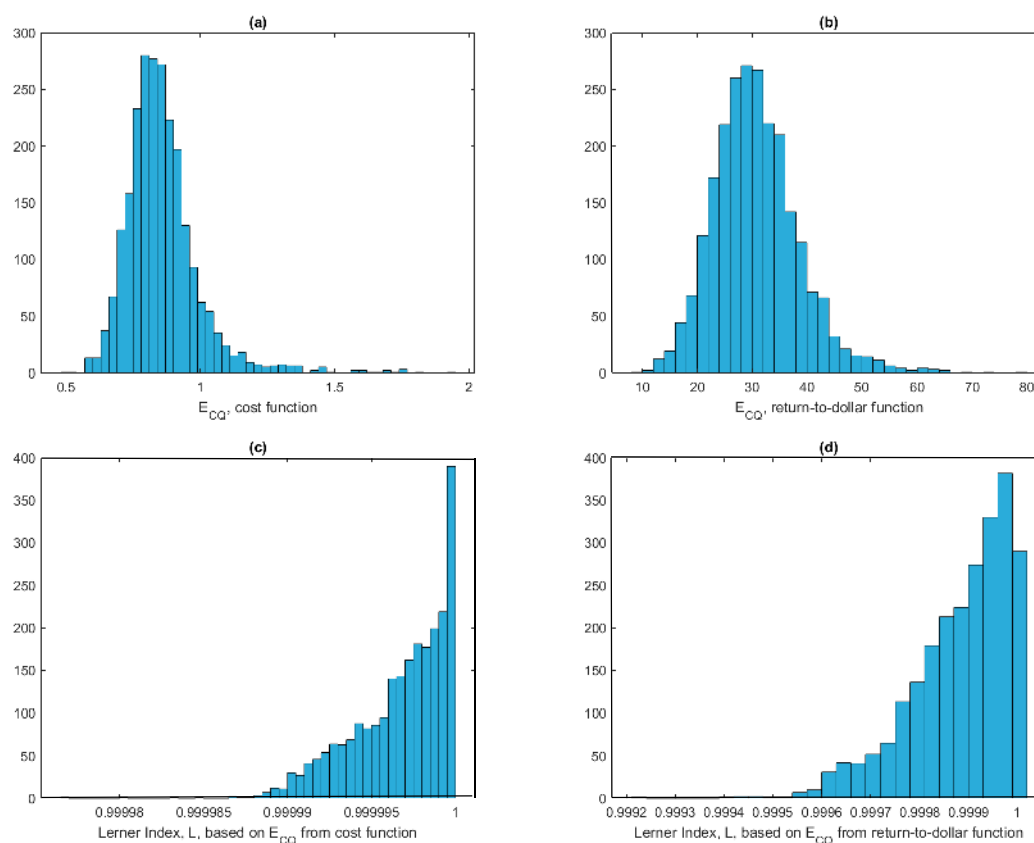 (a)
300
250
200
150
100
50
0
0.5 1 1.5 2
E_CQ, cost function
(b)
300
250
200
150
100
50
0
10 20 30 40 50 60 70 80
E_CQ, return-to-dollar function
(c)
400
350
300
250
200
150
100
50
0
0.99998 0.999985 0.99999 0.999995 1
Lerner Index, L, based on E_CQ from cost function
(d)
400
350
300
250
200
150
100
50
0
0.9992 0.9993 0.9994 0.9995 0.9996 0.9997 0.9998 0.9999 1
Lerner Index, L, based on E_CQ from return-to-dollar function